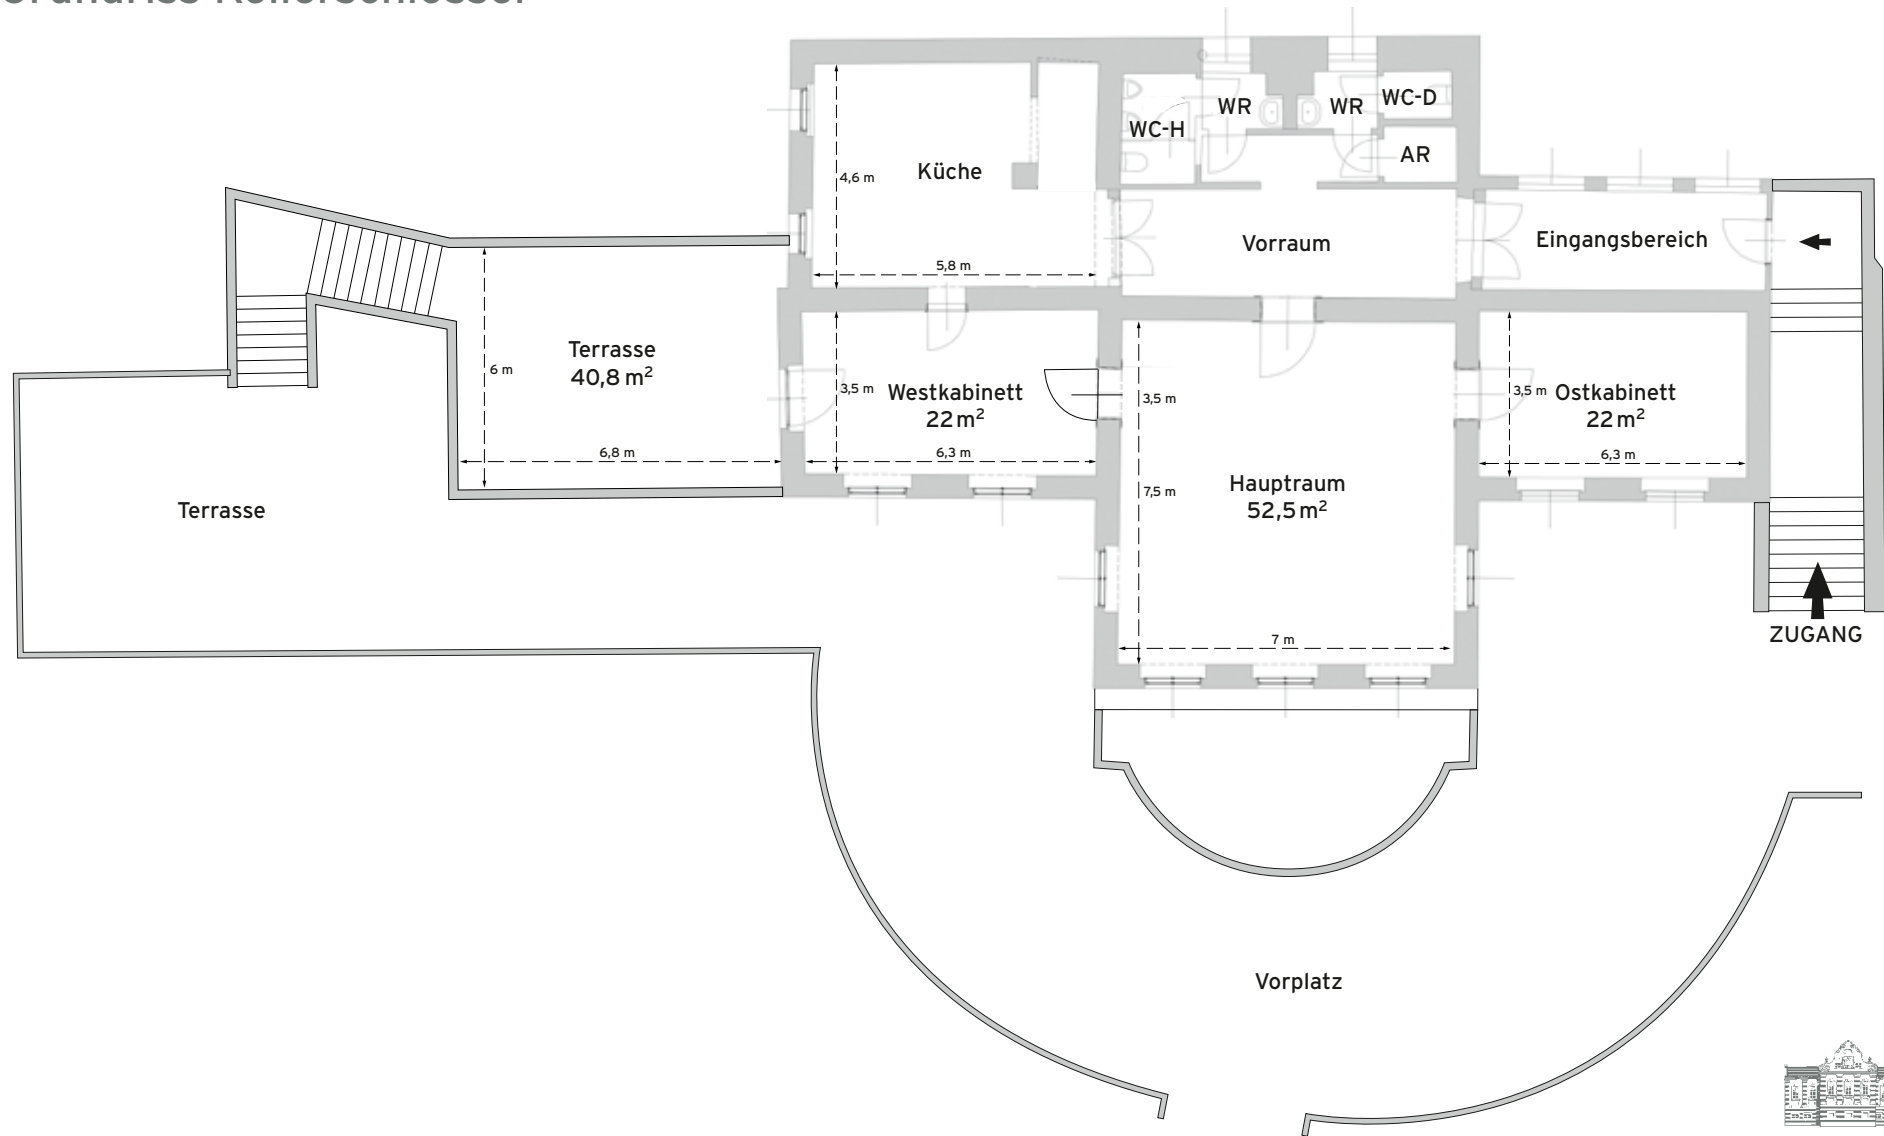 WR
WR
WC-D
WC-H
AR
Küche
4,6 m
5,8 m
Vorraum
Eingangsbereich
Terrasse
40,8 m²
6 m
6,8 m
Westkabinett
22 m²
3,5 m
6,3 m
3,5 m
Ostkabinett
22 m²
3,5 m
6,3 m
Hauptraum
52,5 m²
7,5 m
7 m
Terrasse
ZUGANG
Vorplatz